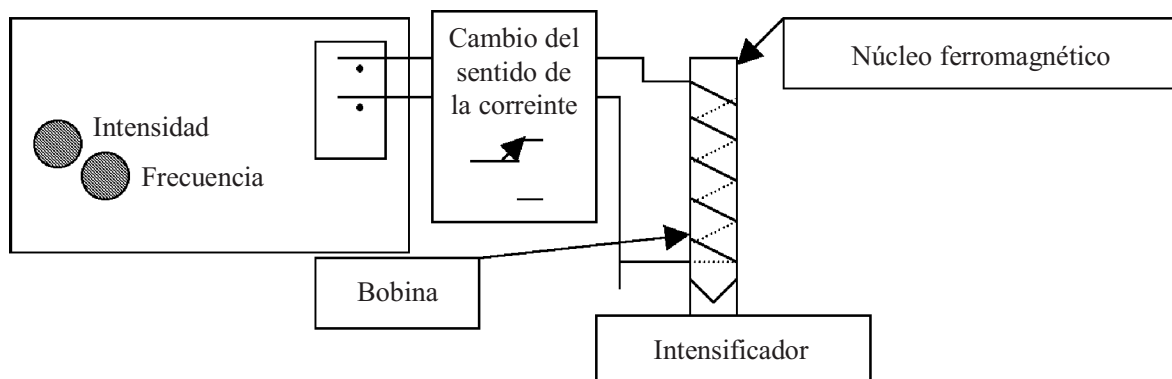 Intensidad
Frecuencia
Cambio del
sentido de
la correinte
Núcleo ferromagnético
Bobina
Intensificador